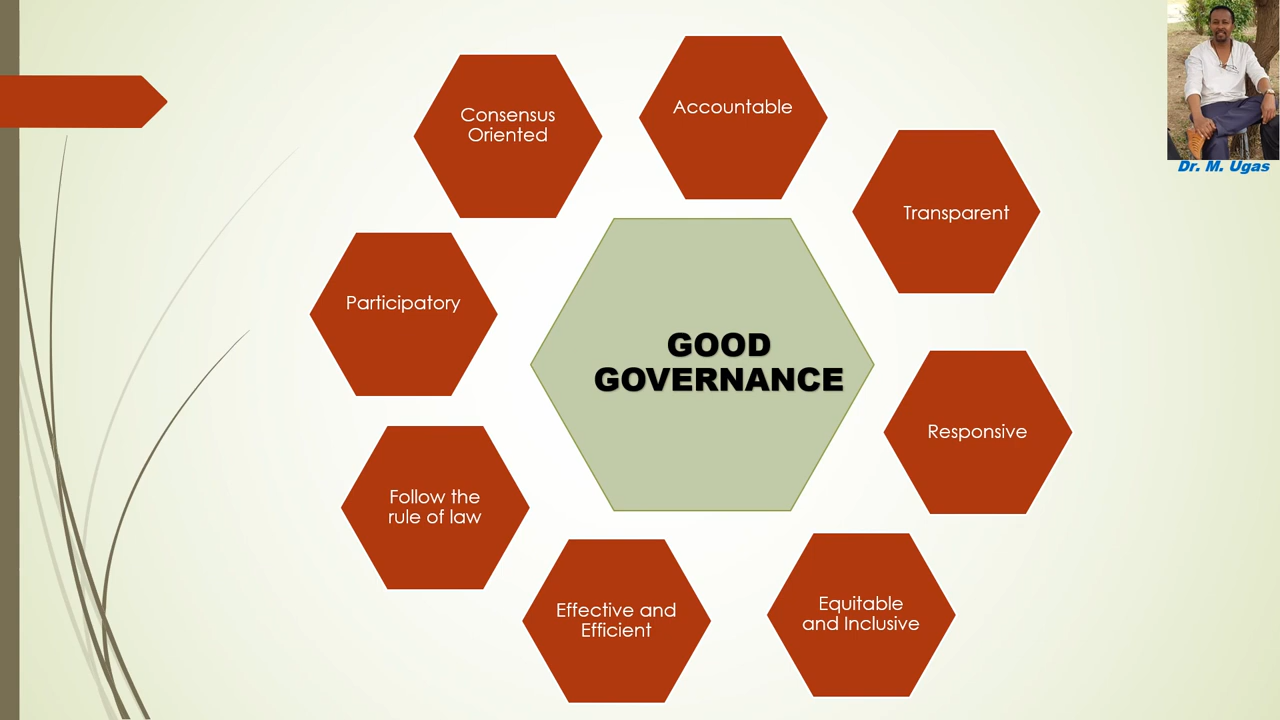 Consensus
Oriented
Accountable
Transparent
Dr. M. Ugas
Participatory
GOOD
GOVERNANCE
Responsive
Follow the
rule of law
Effective and
Efficient
Equitable
and Inclusive